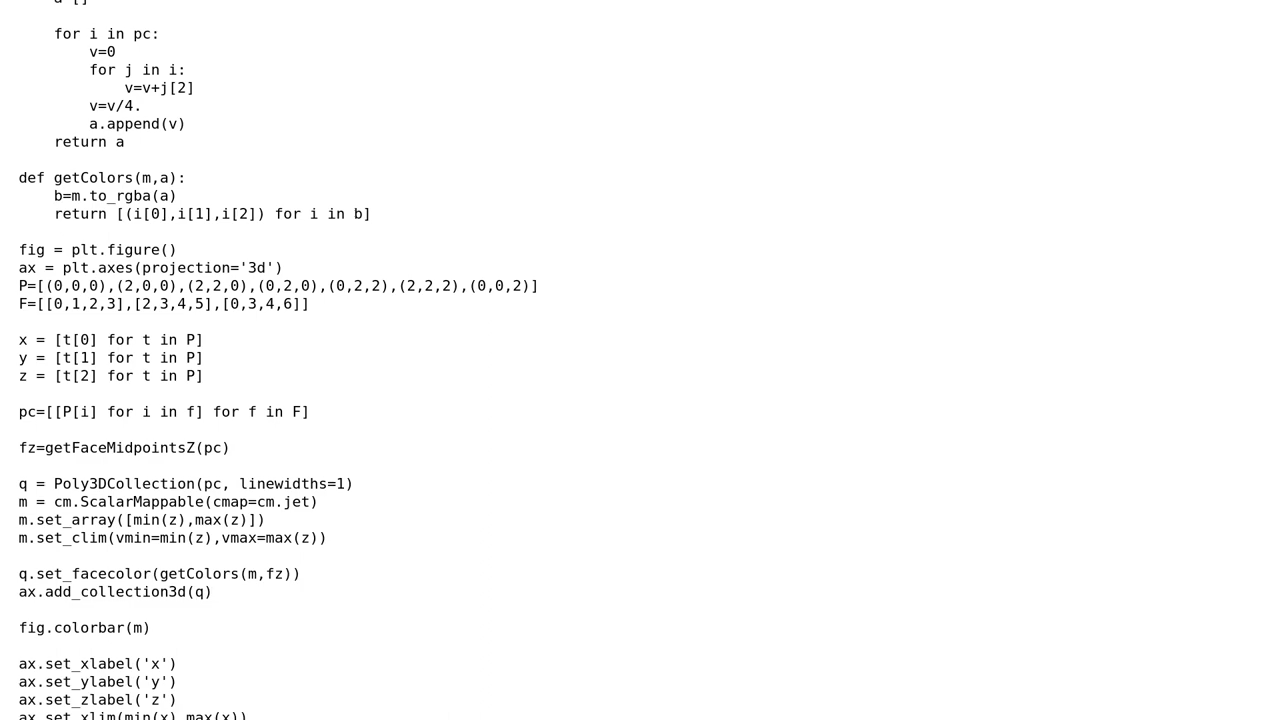 a []
for i in pc:
v=0
for j in i:
v=v+j[2]
v=v/4.
a.append(v)
return a
def getColors(m,a):
b=m.to_rgba(a)
return [(i[0],i[1],i[2]) for i in b]
fig = plt.figure()
ax = plt.axes(projection='3d')
P=[(0,0,0),(2,0,0),(2,2,0),(0,2,0),(0,2,2),(2,2,2),(0,0,2)]
F=[[0,1,2,3],[2,3,4,5],[0,3,4,6]]
x = [t[0] for t in P]
y = [t[1] for t in P]
z = [t[2] for t in P]
pc=[[P[i] for i in f] for f in F]
fz=getFaceMidpointsZ(pc)
q = Poly3DCollection(pc, linewidths=1)
m = cm.ScalarMappable(cmap=cm.jet)
m.set_array([min(z),max(z)])
m.set_clim(vmin=min(z),vmax=max(z))
q.set_facecolor(getColors(m,fz))
ax.add_collection3d(q)
fig.colorbar(m)
ax.set_xlabel('x')
ax.set_ylabel('y')
ax.set_zlabel('z')
ax.set_xlim(min(x),max(x))